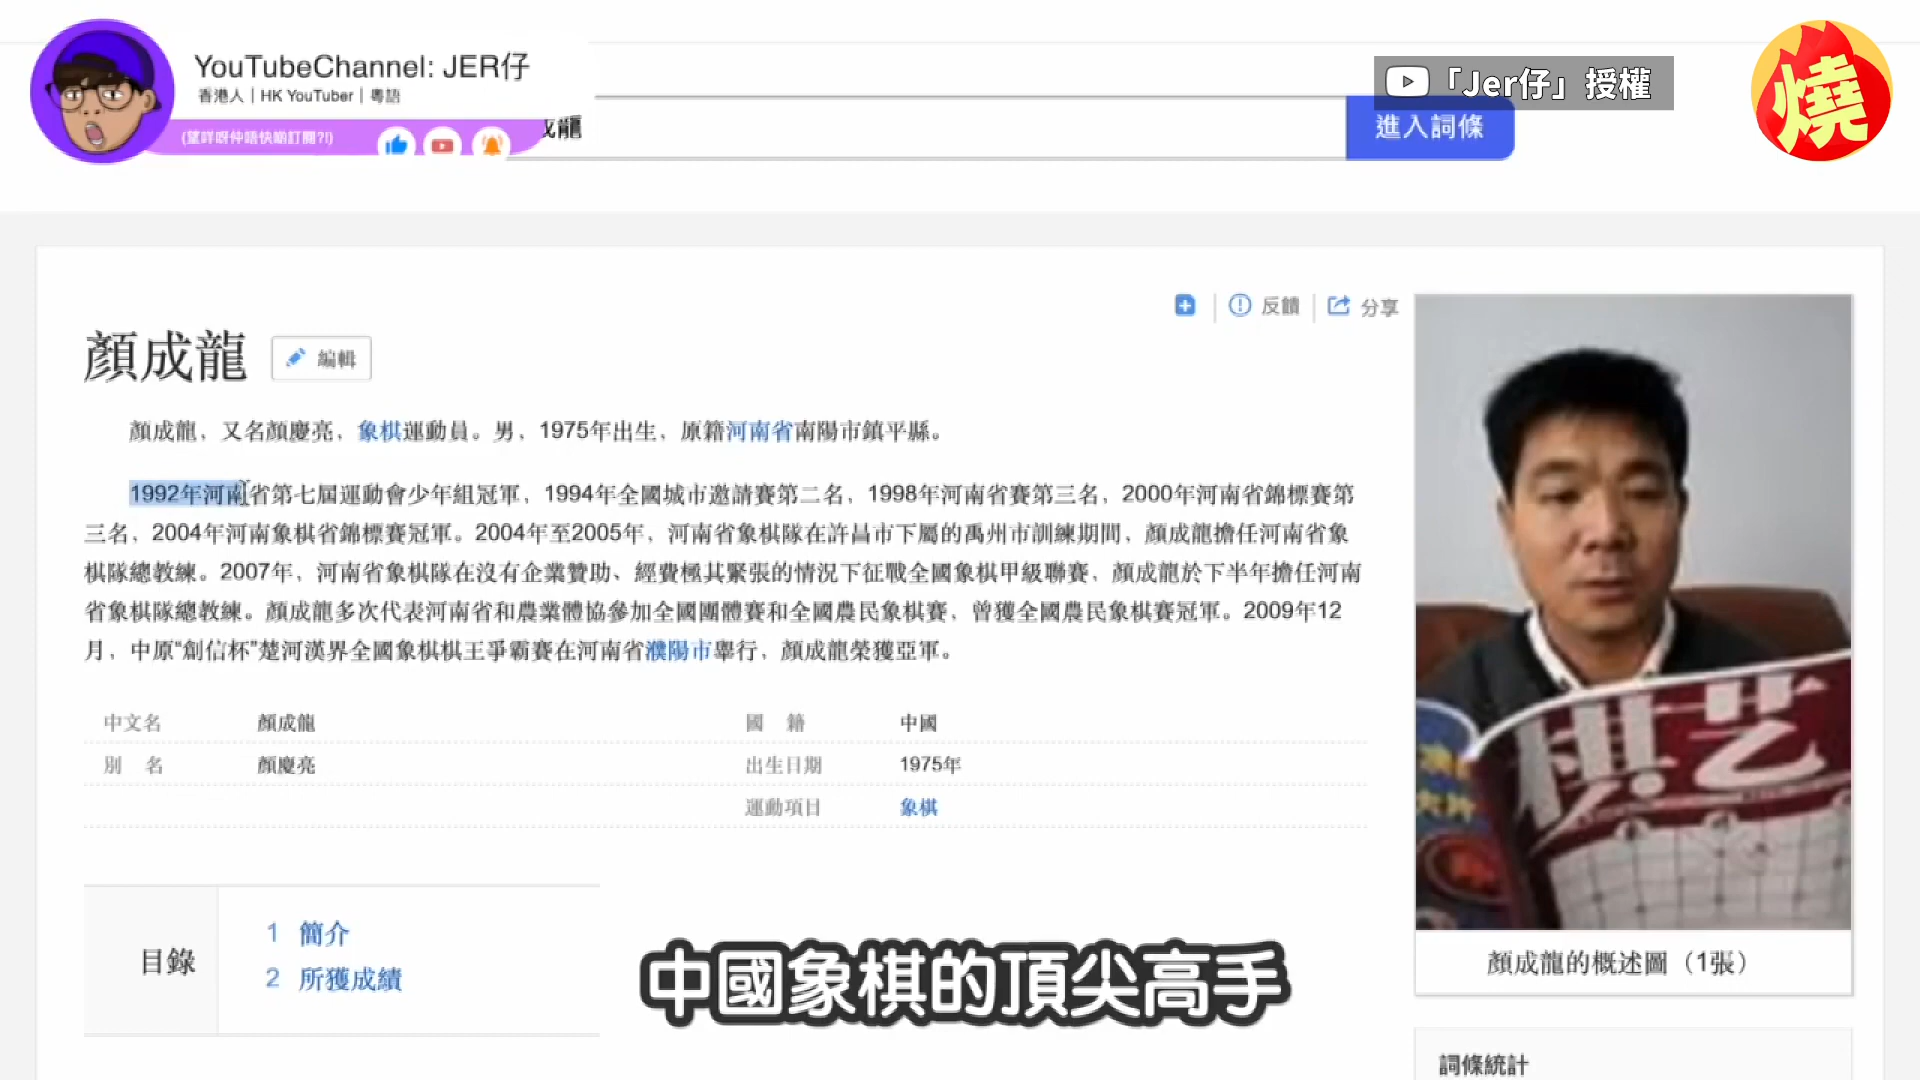 YouTubeChannel: JER仔
香港人 | HK YouTuber | 粵語
(望咩呀仲唔快啲訂閱?!)
成龍
進入詞條
「Jer仔」授權
燒
反饋
分享
顏成龍
編輯
顏成龍，又名顏慶亮，象棋運動員。男，1975年出生，原籍河南省南陽市鎮平縣。
1992年河南省第七屆運動會少年組冠軍，1994年全國城市邀請賽第二名，1998年河南省賽第三名，2000年河南省錦標賽第
三名，2004年河南象棋省錦標賽冠軍。2004年至2005年，河南省象棋隊在許昌市下屬的禹州市訓練期間，顏成龍擔任河南省象
棋隊總教練。2007年，河南省象棋隊在沒有企業贊助、經費極其緊張的情況下征戰全國象棋甲級聯賽，顏成龍於下半年擔任河南
省象棋隊總教練。顏成龍多次代表河南省和農業體協參加全國團體賽和全國農民象棋賽，曾獲全國農民象棋賽冠軍。2009年12
月，中原“創信杯”楚河漢界全國象棋棋王爭霸賽在河南省濮陽市舉行，顏成龍榮獲亞軍。
中文名 顏成龍 國籍 中國
別名 顏慶亮 出生日期 1975年
運動項目 象棋
目錄
1 簡介
2 所獲成績
棋艺
顏成龍的概述圖（1張）
詞條統計
中國象棋的頂尖高手